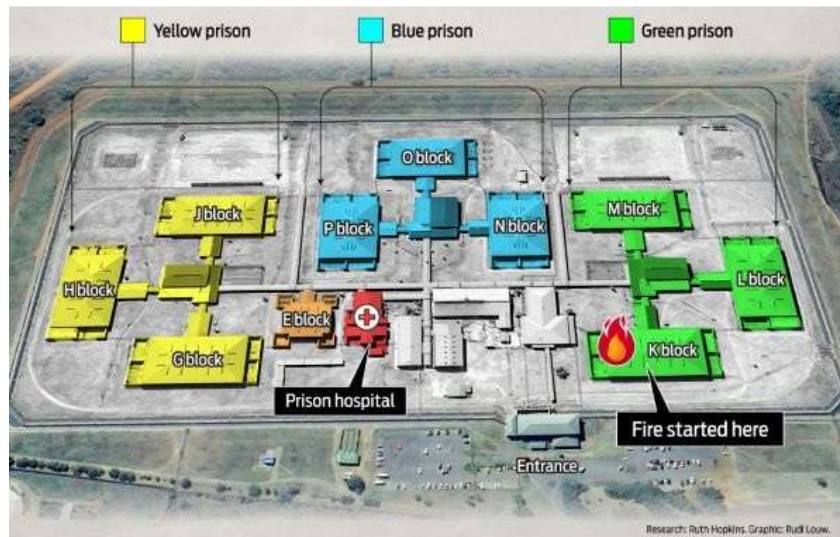 Yellow prison
Blue prison
Green prison
O block
J block
P block
N block
M block
H block
L block
E block
G block
K block
Prison hospital
Fire started here
Entrance
Research: Ruth Hopkins. Graphic: Rudi Louw.